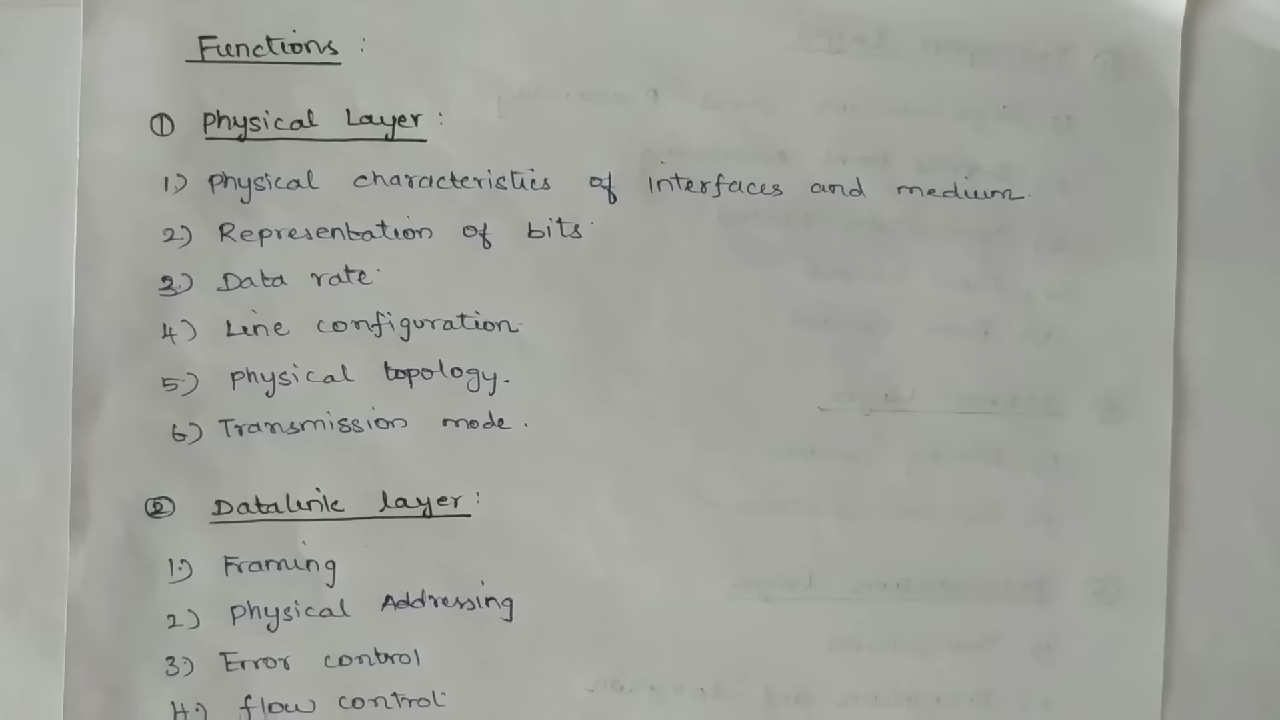 Functions :
① Physical Layer :
1) Physical characteristics of interfaces and medium.
2) Representation of bits.
3) Data rate.
4) Line configuration.
5) Physical topology.
6) Transmission mode.
② Datalink layer :
1) Framing
2) Physical Addressing
3) Error control
4) flow control